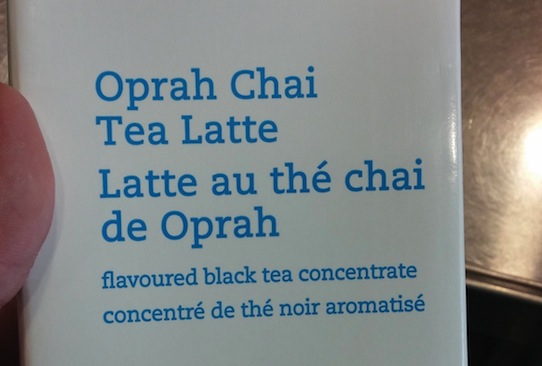 Oprah Chai
Tea Latte
Latte au thé chai
de Oprah
flavoured black tea concentrate
concentré de thé noir aromatisé